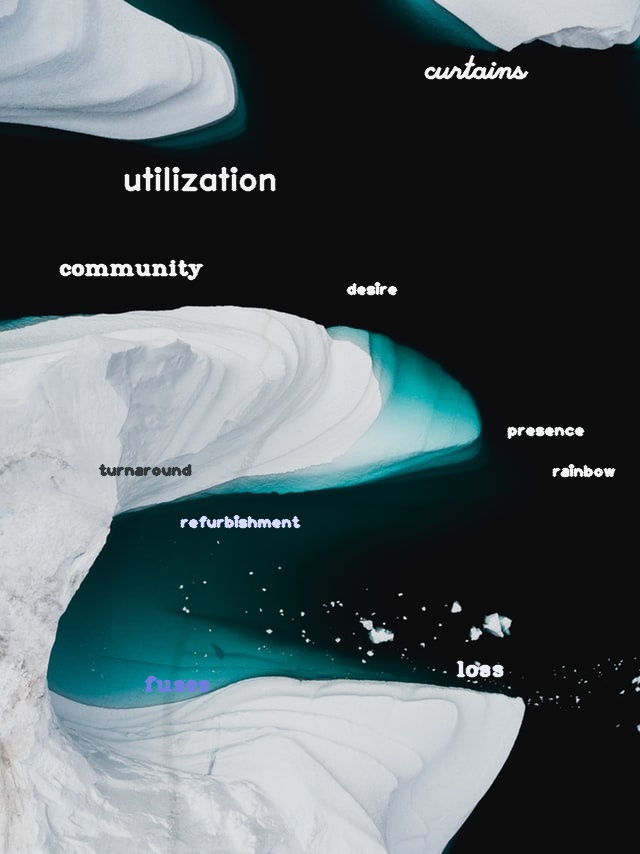 curtains
utilization
community
desire
presence
turnaround
rainbow
refurbishment
loss
fuses